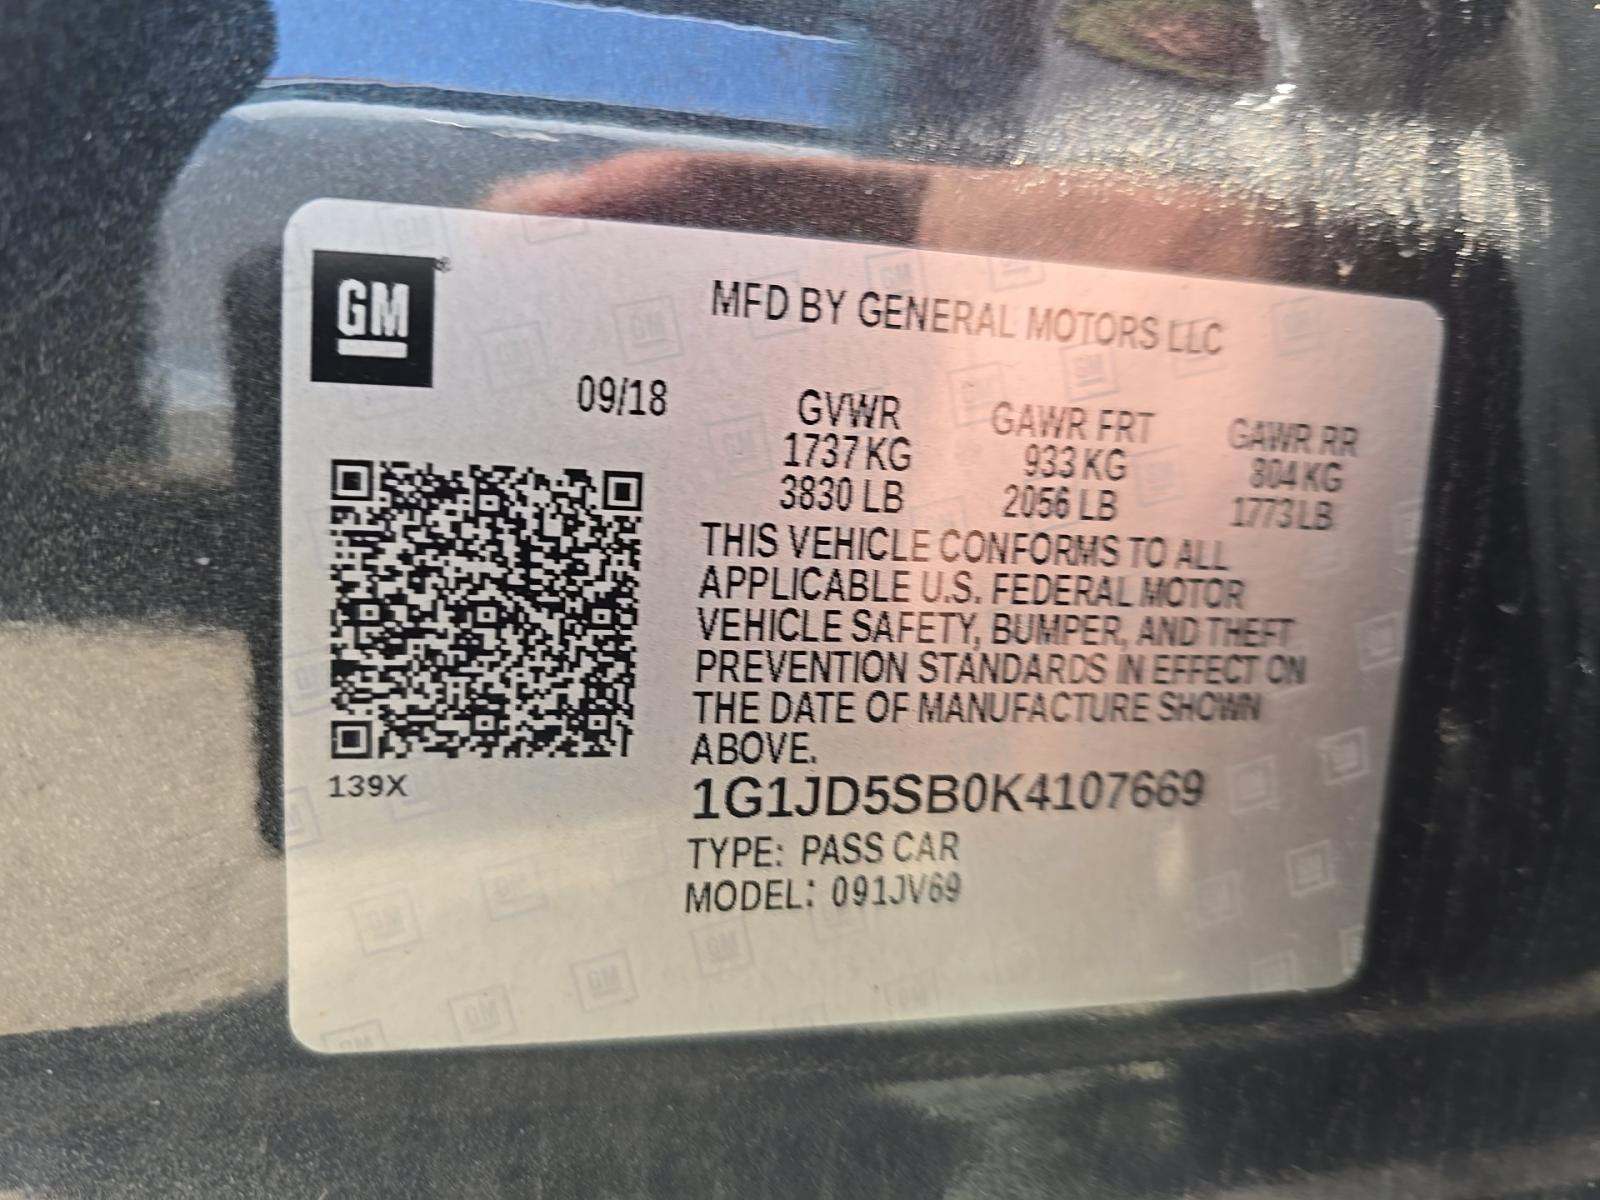 GM®
MFD BY GENERAL MOTORS LLC
09/18
GVWR GAWR FRT GAWR RR
1737 KG 933 KG 804 KG
3830 LB 2056 LB 1773 LB
THIS VEHICLE CONFORMS TO ALL
APPLICABLE U.S. FEDERAL MOTOR
VEHICLE SAFETY, BUMPER, AND THEFT
PREVENTION STANDARDS IN EFFECT ON
THE DATE OF MANUFACTURE SHOWN
ABOVE.
139X
1G1JD5SB0K4107669
TYPE: PASS CAR
MODEL: 091JV69